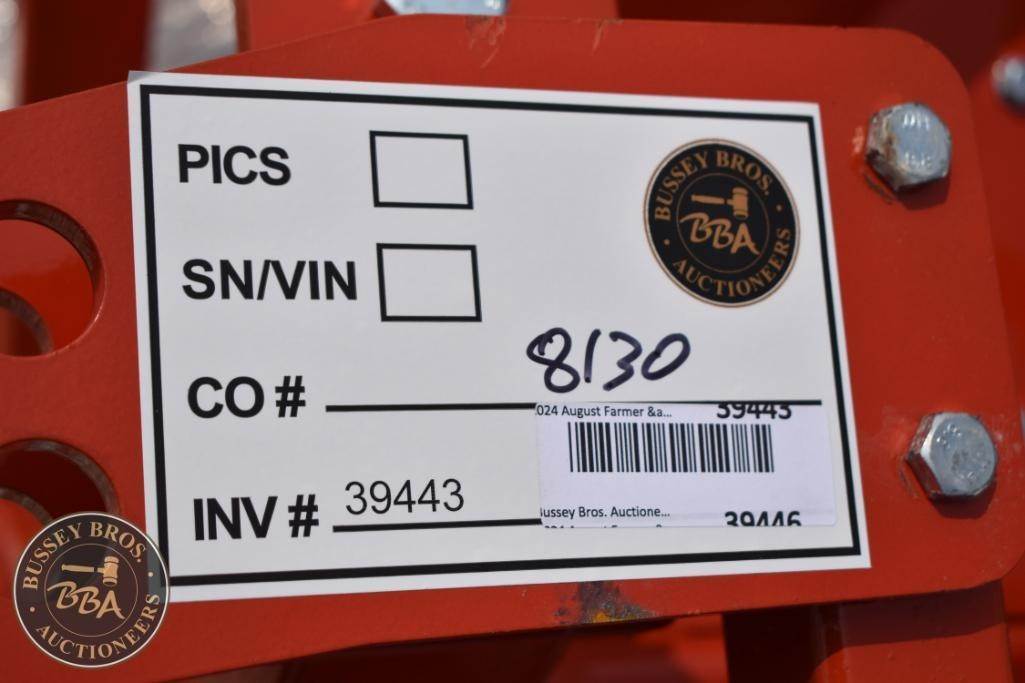 PICS
BUSSEY BROS.
BBA
AUCTIONEERS
SN/VIN
CO # 8130
024 August Farmer &a... 39443
INV # 39443
ussey Bros. Auctione... 39446
BUSSEY BROS.
BBA
AUCTIONEERS